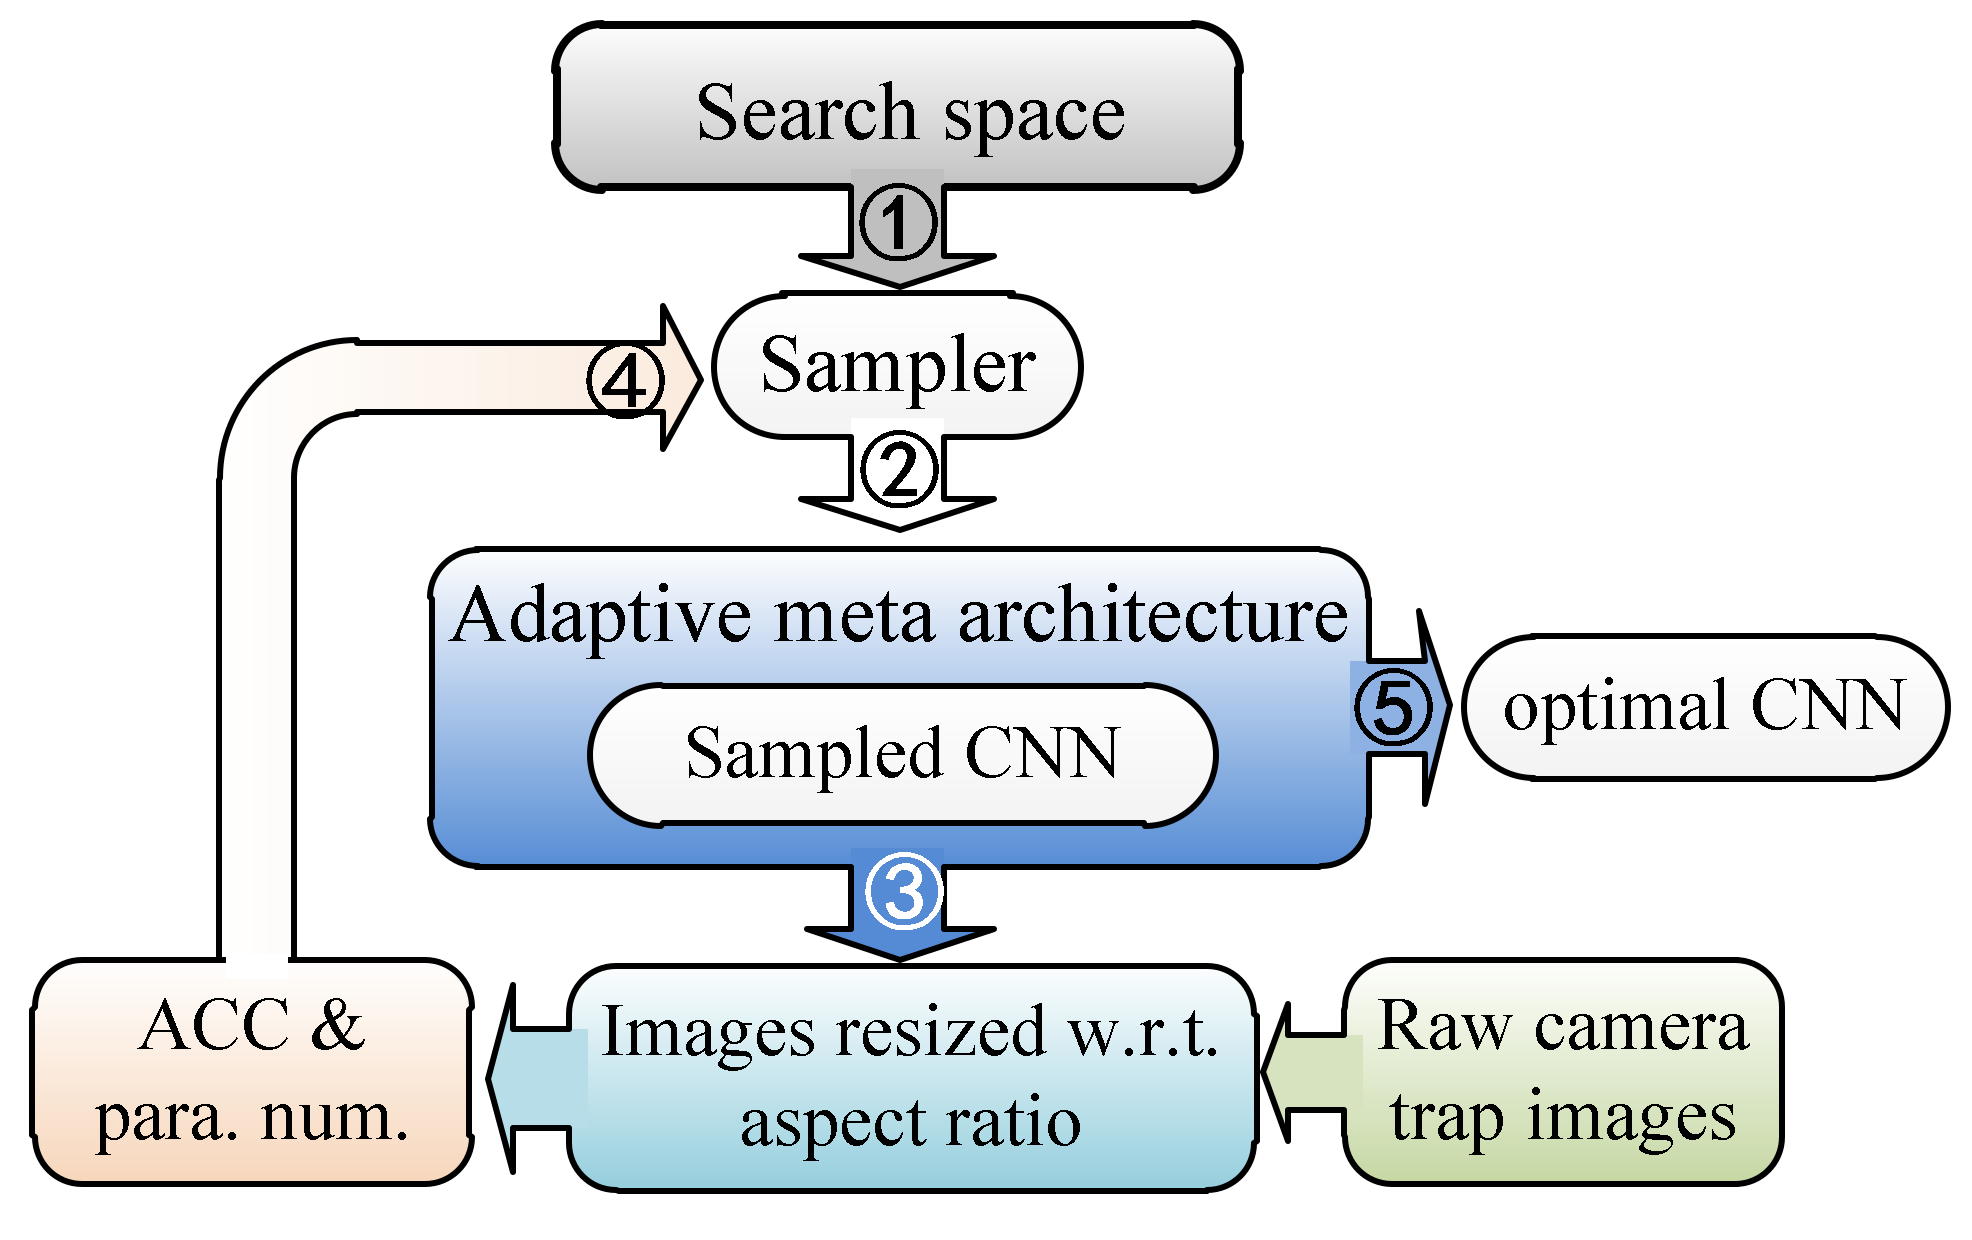 Search space
①
Sampler
④
②
Adaptive meta architecture
Sampled CNN
⑤
optimal CNN
③
ACC &
para. num.
Images resized w.r.t.
aspect ratio
Raw camera
trap images